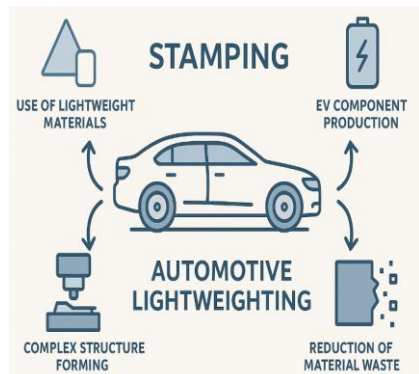 STAMPING
USE OF LIGHTWEIGHT
MATERIALS
EV COMPONENT
PRODUCTION
AUTOMOTIVE
LIGHTWEIGHTING
COMPLEX STRUCTURE
FORMING
REDUCTION OF
MATERIAL WASTE